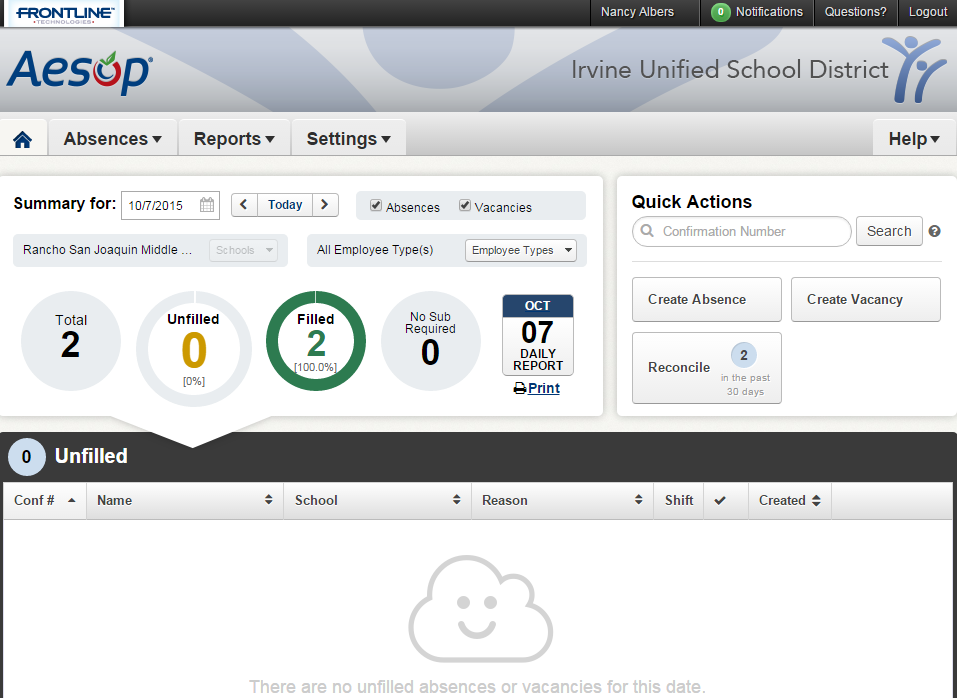 FRONTLINE
TECHNOLOGIES
Nancy Albers
0 Notifications
Questions?
Logout
Aesop
Irvine Unified School District
Absences
Reports
Settings
Help
Summary for: 10/7/2015 Today Absences Vacancies
Rancho San Joaquin Middle ... Schools All Employee Type(s) Employee Types
Total
2
Unfilled
0
[0%]
Filled
2
[100.0%]
No Sub
Required
0
OCT
07
DAILY
REPORT
Print
Quick Actions
Confirmation Number Search ?
Create Absence Create Vacancy
Reconcile 2
in the past
30 days
0 Unfilled
Conf # Name School Reason Shift Created
There are no unfilled absences or vacancies for this date.